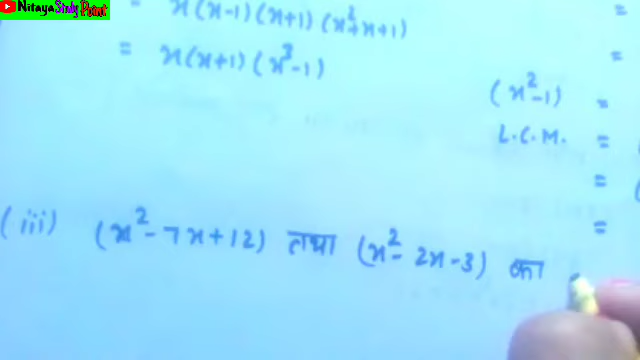 Nitaya Study Point
= x(x-1)(x+1)(x²+x+1) =
= x(x+1)(x³-1) =
(x²-1) =
L.C.M. = (
= (
(iii) (x²-7x+12) तथा (x²-2x-3) का =